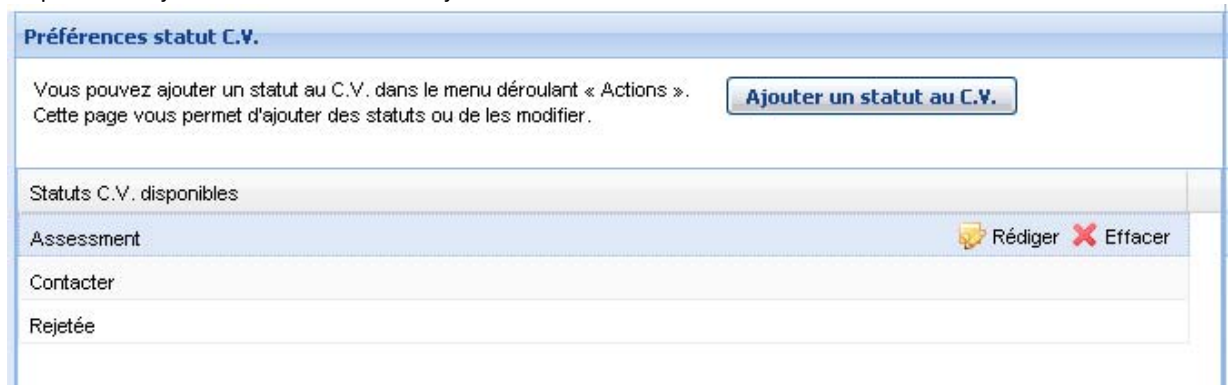 Préférences statut C.V.
Vous pouvez ajouter un statut au C.V. dans le menu déroulant « Actions ».
Cette page vous permet d'ajouter des statuts ou de les modifier.
Ajouter un statut au C.V.
Statuts C.V. disponibles
Assessment Rédiger Effacer
Contacter
Rejetée